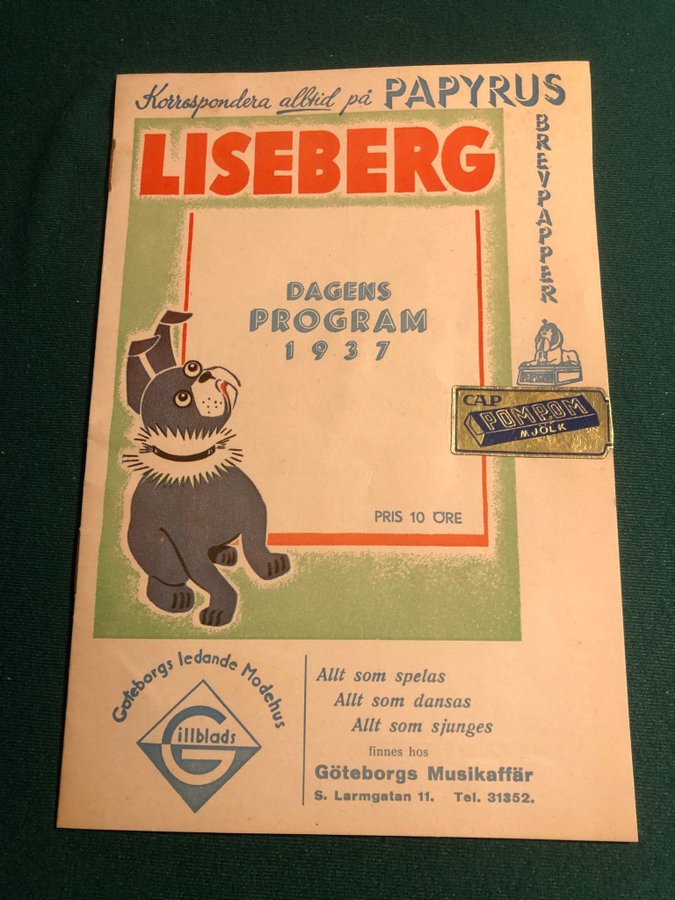 Korrespondera alltid på PAPYRUS
BREVPAPPER
LISEBERG
DAGENS
PROGRAM
1937
PAPYRUS
CAP
POMPOM
MJÖLK
PRIS 10 ÖRE
Göteborgs ledande Modehus
Gillblads
Allt som spelas
Allt som dansas
Allt som sjunges
finnes hos
Göteborgs Musikaffär
S. Larmgatan 11. Tel. 31352.